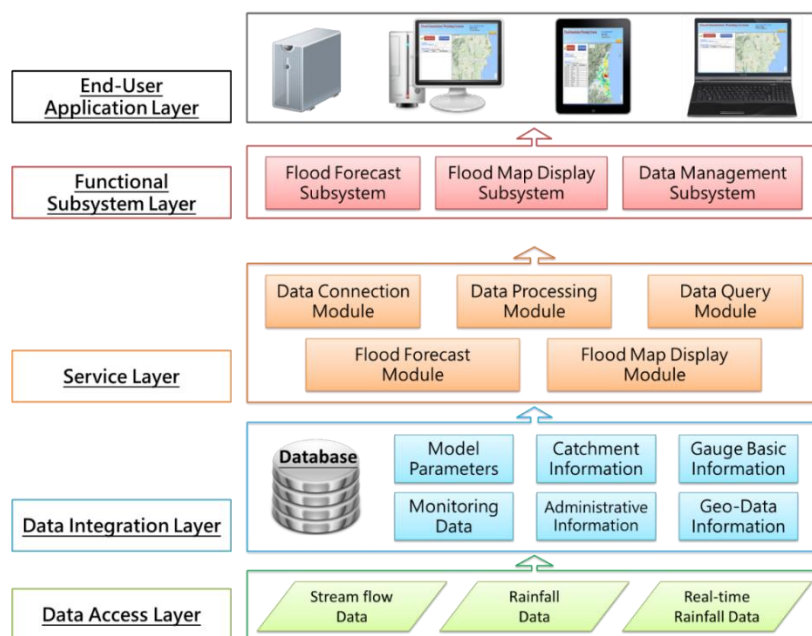 End-User
Application Layer
Functional
Subsystem Layer
Flood Forecast
Subsystem
Flood Map Display
Subsystem
Data Management
Subsystem
Service Layer
Data Connection
Module
Data Processing
Module
Data Query
Module
Flood Forecast
Module
Flood Map Display
Module
Data Integration Layer
Database
Model
Parameters
Catchment
Information
Gauge Basic
Information
Monitoring
Data
Administrative
Information
Geo-Data
Information
Data Access Layer
Stream flow
Data
Rainfall
Data
Real-time
Rainfall Data